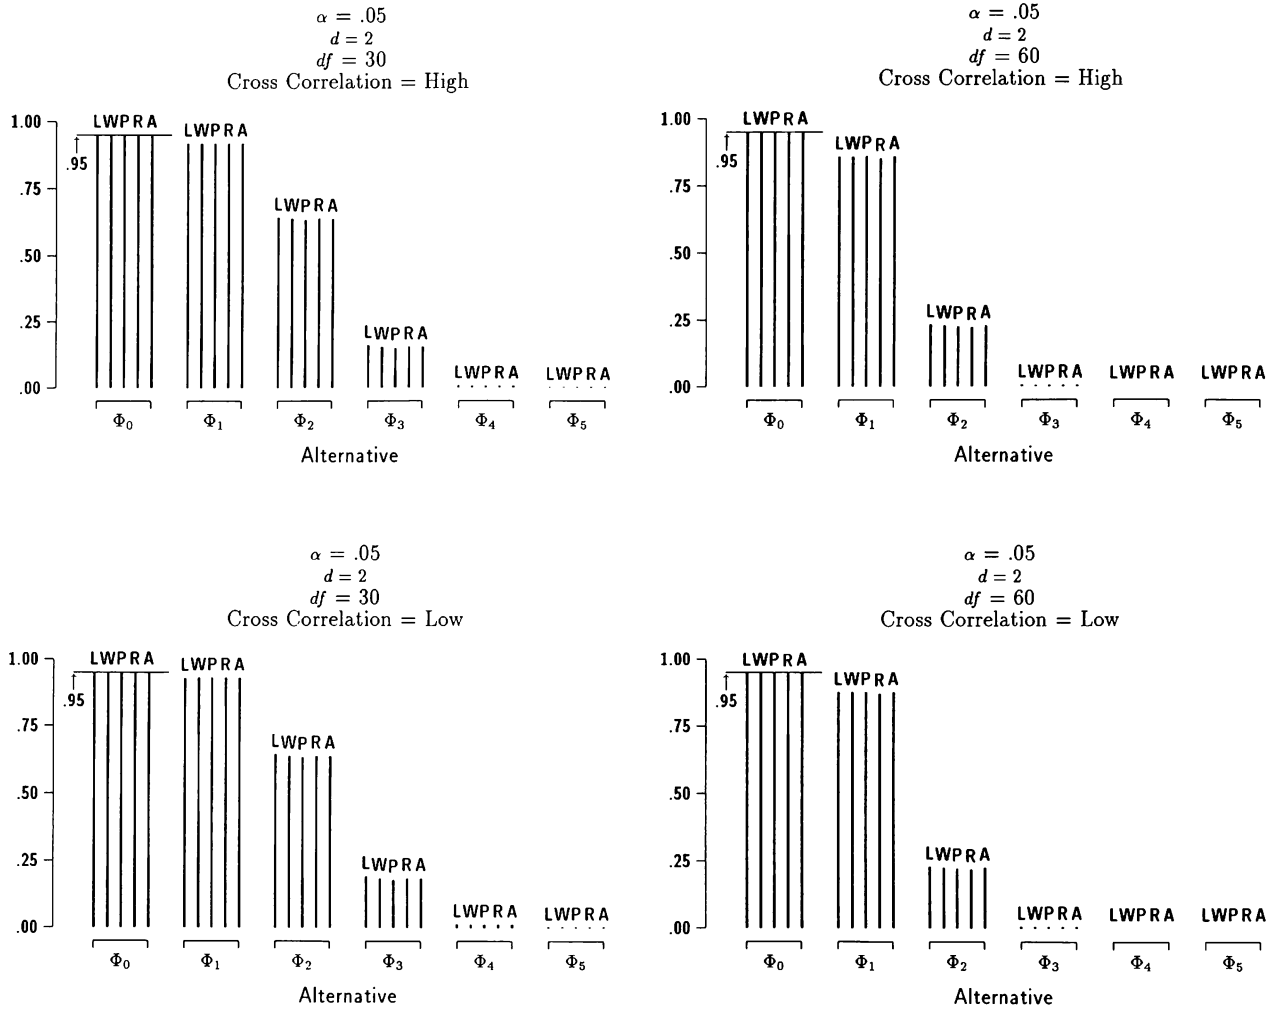 α = .05
d = 2
df = 30
Cross Correlation = High
1.00
.75
.50
.25
.00
.95
LWPRA
LWPRA
LWPRA
LWPRA
LWPRA
LWPRA
Φ0 Φ1 Φ2 Φ3 Φ4 Φ5
Alternative
α = .05
d = 2
df = 60
Cross Correlation = High
1.00
.75
.50
.25
.00
.95
LWPRA
LWPRA
LWPRA
LWPRA
LWPRA
LWPRA
Φ0 Φ1 Φ2 Φ3 Φ4 Φ5
Alternative
α = .05
d = 2
df = 30
Cross Correlation = Low
1.00
.75
.50
.25
.00
.95
LWPRA
LWPRA
LWPRA
LWPRA
LWPRA
LWPRA
Φ0 Φ1 Φ2 Φ3 Φ4 Φ5
Alternative
α = .05
d = 2
df = 60
Cross Correlation = Low
1.00
.75
.50
.25
.00
.95
LWPRA
LWPRA
LWPRA
LWPRA
LWPRA
LWPRA
Φ0 Φ1 Φ2 Φ3 Φ4 Φ5
Alternative